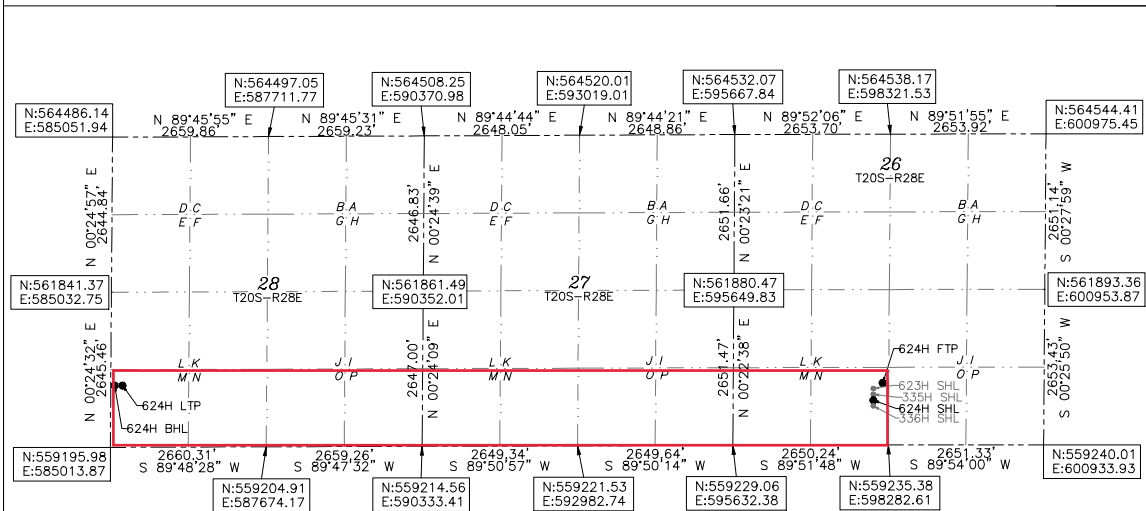 N:564497.05
E:587711.77
N:564508.25
E:590370.98
N:564520.01
E:593019.01
N:564532.07
E:595667.84
N:564538.17
E:598321.53
N:564486.14
E:585051.94
N:564544.41
E:600975.45
N 89°45'55" E
2659.86'
N 89°45'31" E
2659.23'
N 89°44'44" E
2648.05'
N 89°44'21" E
2648.86'
N 89°52'06" E
2653.70'
N 89°51'55" E
2653.92'
26
T20S-R28E
N 00°24'57" E
2644.84'
2646.83'
N 00°24'39" E
2651.66'
N 00°23'21" E
2651.14'
S 00°27'59" W
D C
E F
B A
G H
D C
E F
B A
G H
D C
E F
B A
G H
N:561841.37
E:585032.75
28
T20S-R28E
N:561861.49
E:590352.01
27
T20S-R28E
N:561880.47
E:595649.83
N:561893.36
E:600953.87
N 00°24'32" E
2645.46'
2647.00'
N 00°24'09" E
2651.47'
N 00°22'38" E
2653.43'
S 00°25'50" W
L K
M N
J I
O P
L K
M N
J I
O P
L K
M N
J I
O P
624H FTP
623H SHL
335H SHL
624H SHL
336H SHL
624H LTP
624H BHL
N:559195.98
E:585013.87
2660.31'
S 89°48'28" W
2659.26'
S 89°47'32" W
2649.34'
S 89°50'57" W
2649.64'
S 89°50'14" W
2650.24'
S 89°51'48" W
2651.33'
S 89°54'00" W
N:559240.01
E:600933.93
N:559204.91
E:587674.17
N:559214.56
E:590333.41
N:559221.53
E:592982.74
N:559229.06
E:595632.38
N:559235.38
E:598282.61